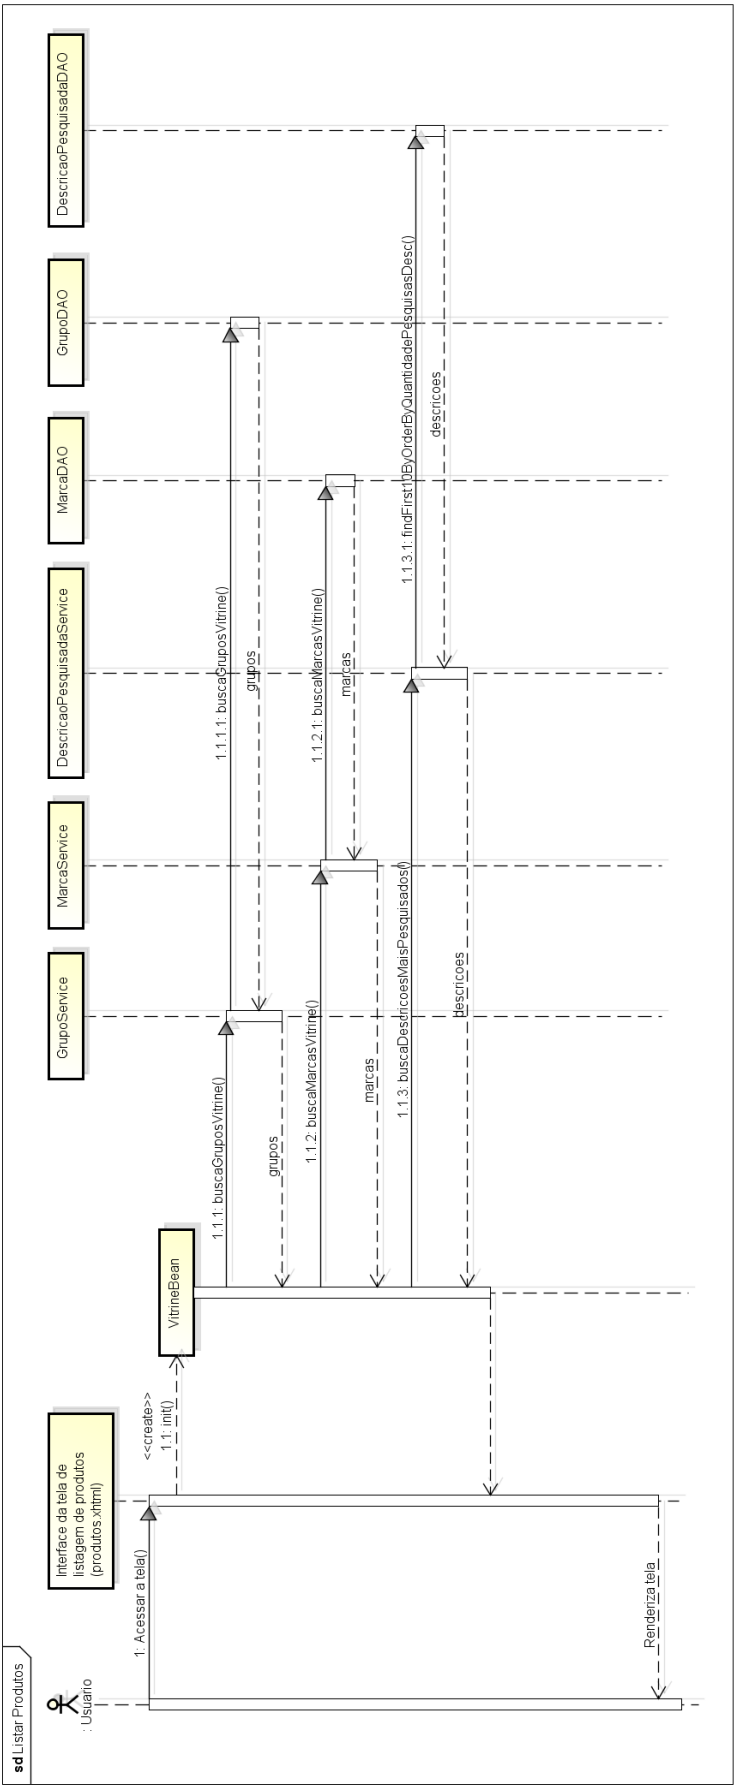 sd Listar Produtos
: Usuario
Interface da tela de
listagem de produtos
(produtos.xhtml)
VitrineBean
GrupoService
MarcaService
DescricaoPesquisadaService
MarcaDAO
GrupoDAO
DescricaoPesquisadaDAO
1: Acessar a tela()
<<create>>
1.1: init()
1.1.1: buscaGruposVitrine()
1.1.1.1: buscaGruposVitrine()
grupos
grupos
1.1.2: buscaMarcasVitrine()
1.1.2.1: buscaMarcasVitrine()
marcas
marcas
1.1.3: buscaDescricoesMaisPesquisados()
1.1.3.1: findFirst10ByOrderByQuantidadePesquisasDesc()
descricoes
descricoes
Renderiza tela